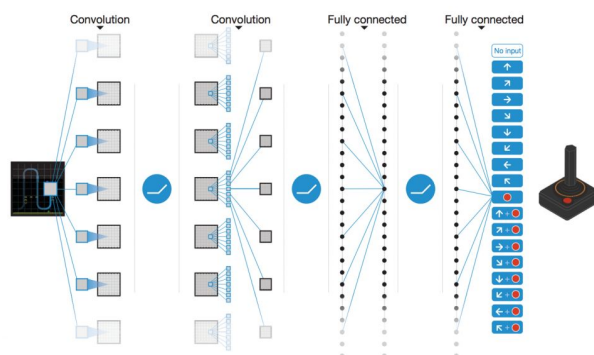 Convolution
Convolution
Fully connected
Fully connected
No input
+
+
+
+
+
+
+
+